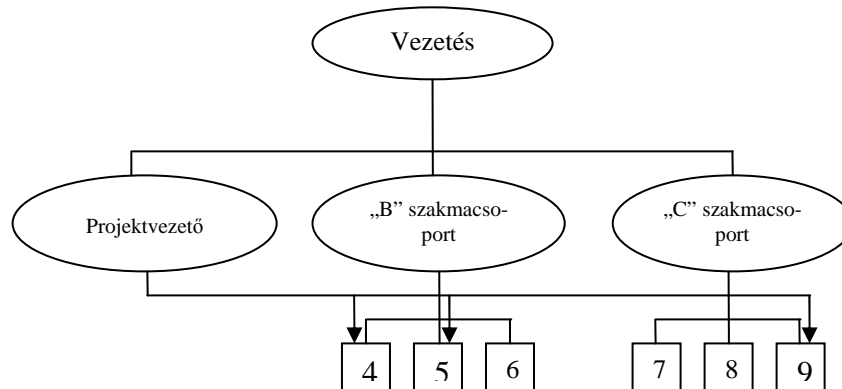 Vezetés
Projektvezető
„B” szakmacso-
port
„C” szakmacso-
port
4 5 6 7 8 9